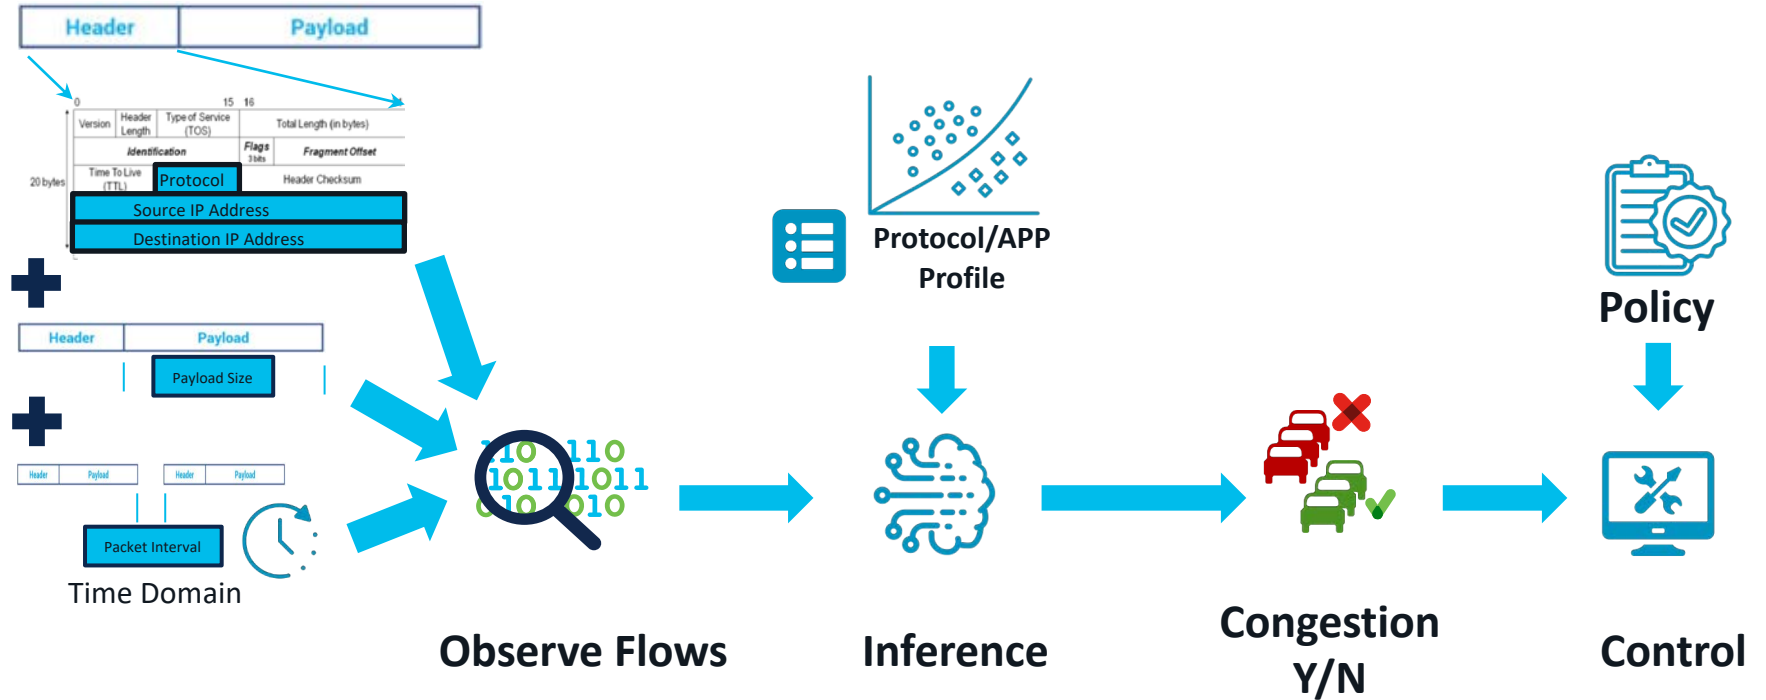 Header Payload
0 15 16
Version Header Length Type of Service (TOS) Total Length (in bytes)
Identification Flags 3 bits Fragment Offset
20 bytes Time To Live (TTL) Protocol Header Checksum
Source IP Address
Destination IP Address
Header Payload
Payload Size
Header Payload Header Payload
Packet Interval
Time Domain
110 110
1011 1011
010 010
Observe Flows
Protocol/APP
Profile
Inference
Congestion
Y/N
Policy
Control